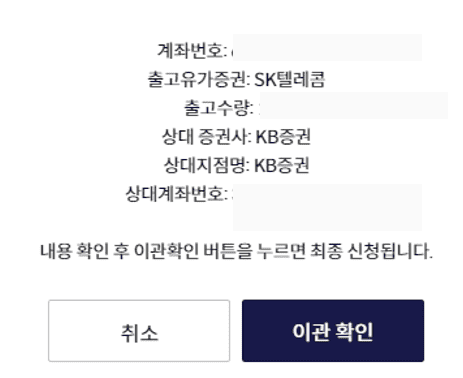 계좌번호:
출고유가증권: SK텔레콤
출고수량:
상대 증권사: KB증권
상대지점명: KB증권
상대계좌번호:
내용 확인 후 이관확인 버튼을 누르면 최종 신청됩니다.
취소
이관 확인